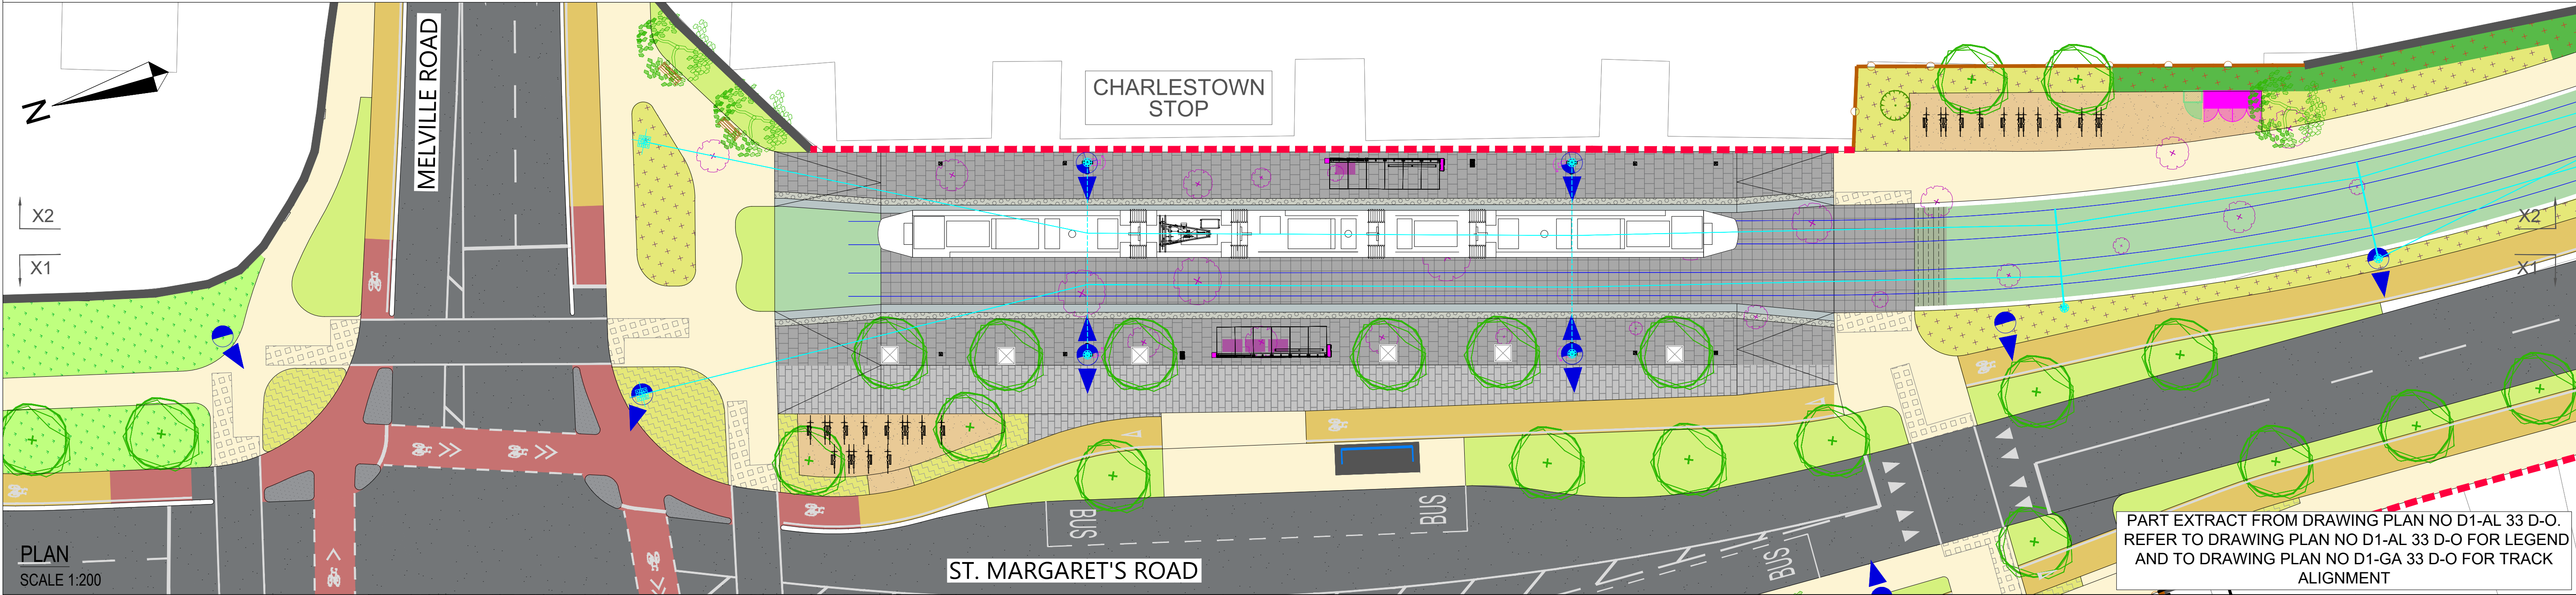 N
MELVILLE ROAD
CHARLESTOWN
STOP
X2
X1
X2
X1
BUS
BUS
BUS
PLAN
SCALE 1:200
ST. MARGARET'S ROAD
PART EXTRACT FROM DRAWING PLAN NO D1-AL 33 D-O.
REFER TO DRAWING PLAN NO D1-AL 33 D-O FOR LEGEND
AND TO DRAWING PLAN NO D1-GA 33 D-O FOR TRACK
ALIGNMENT